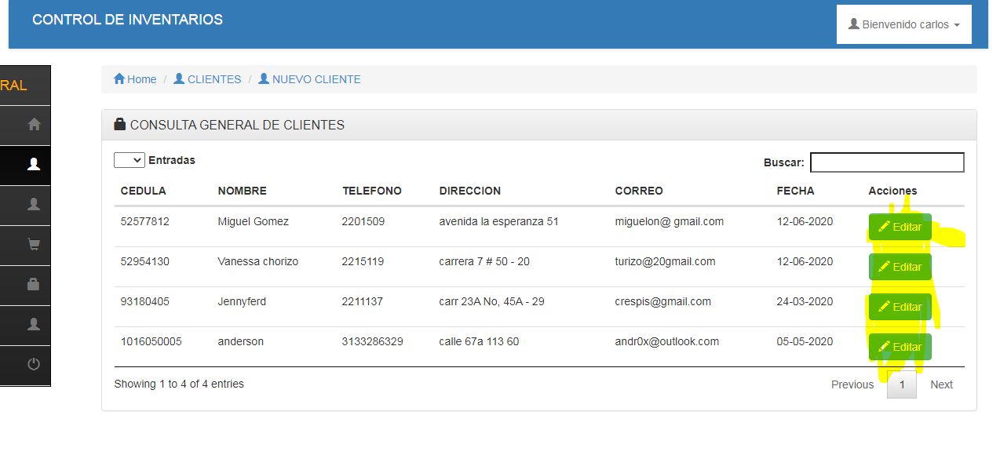 CONTROL DE INVENTARIOS
Bienvenido carlos
RAL
Home / CLIENTES / NUEVO CLIENTE
CONSULTA GENERAL DE CLIENTES
Entradas
Buscar:
CEDULA NOMBRE TELEFONO DIRECCION CORREO FECHA Acciones
52577812 Miguel Gomez 2201509 avenida la esperanza 51 miguelon@ gmail.com 12-06-2020 Editar
52954130 Vanessa chorizo 2215119 carrera 7 # 50 - 20 turizo@20gmail.com 12-06-2020 Editar
93180405 Jennyferd 2211137 carr 23A No, 45A - 29 crespis@gmail.com 24-03-2020 Editar
1016050005 anderson 3133286329 calle 67a 113 60 andr0x@outlook.com 05-05-2020 Editar
Showing 1 to 4 of 4 entries
Previous 1 Next